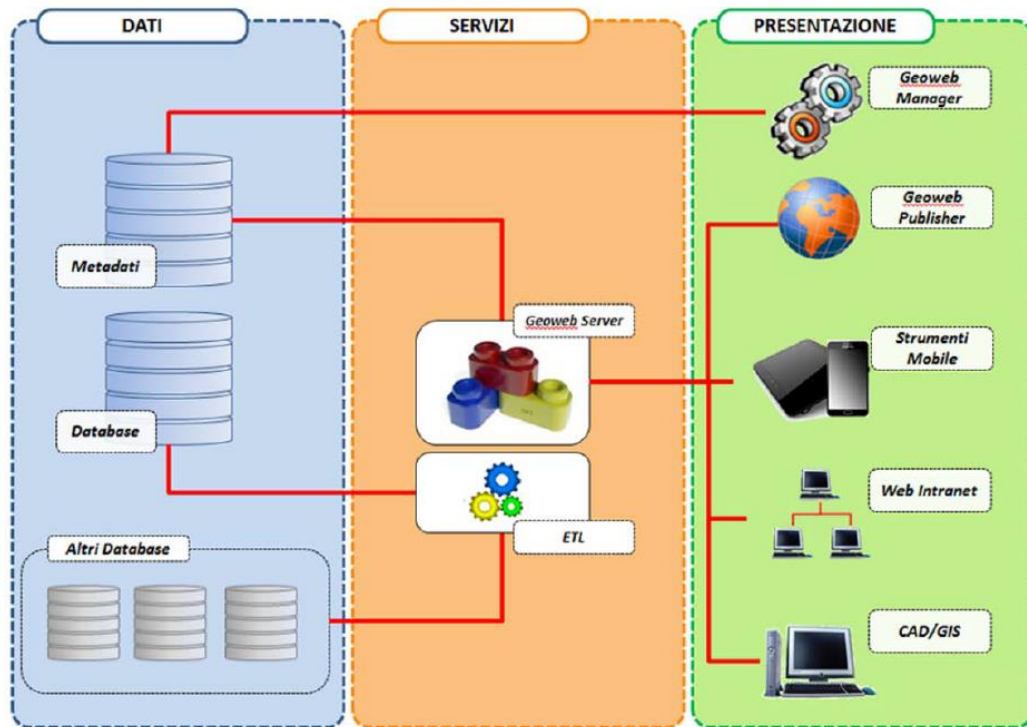 DATI
SERVIZI
PRESENTAZIONE
Geoweb
Manager
Geoweb
Publisher
Metadati
Geoweb Server
Strumenti
Mobile
Database
Web Intranet
ETL
Altri Database
CAD/GIS